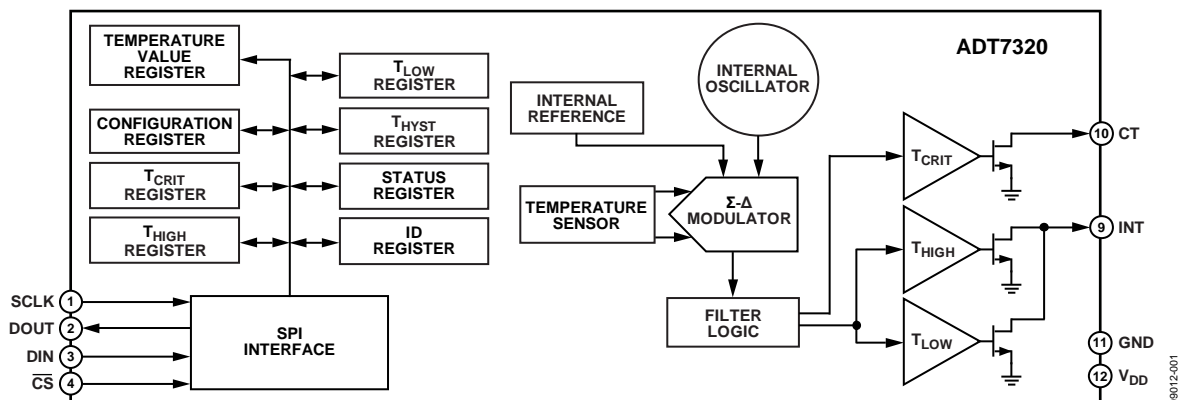 ADT7320
TEMPERATURE
VALUE
REGISTER
TLOW
REGISTER
CONFIGURATION
REGISTER
THYST
REGISTER
TCRIT
REGISTER
STATUS
REGISTER
THIGH
REGISTER
ID
REGISTER
INTERNAL
REFERENCE
INTERNAL
OSCILLATOR
TEMPERATURE
SENSOR
Σ-Δ
MODULATOR
FILTER
LOGIC
TCRIT
THIGH
TLOW
10 CT
9 INT
11 GND
12 VDD
SCLK 1
DOUT 2
DIN 3
C̅S̅ 4
SPI
INTERFACE
09012-001